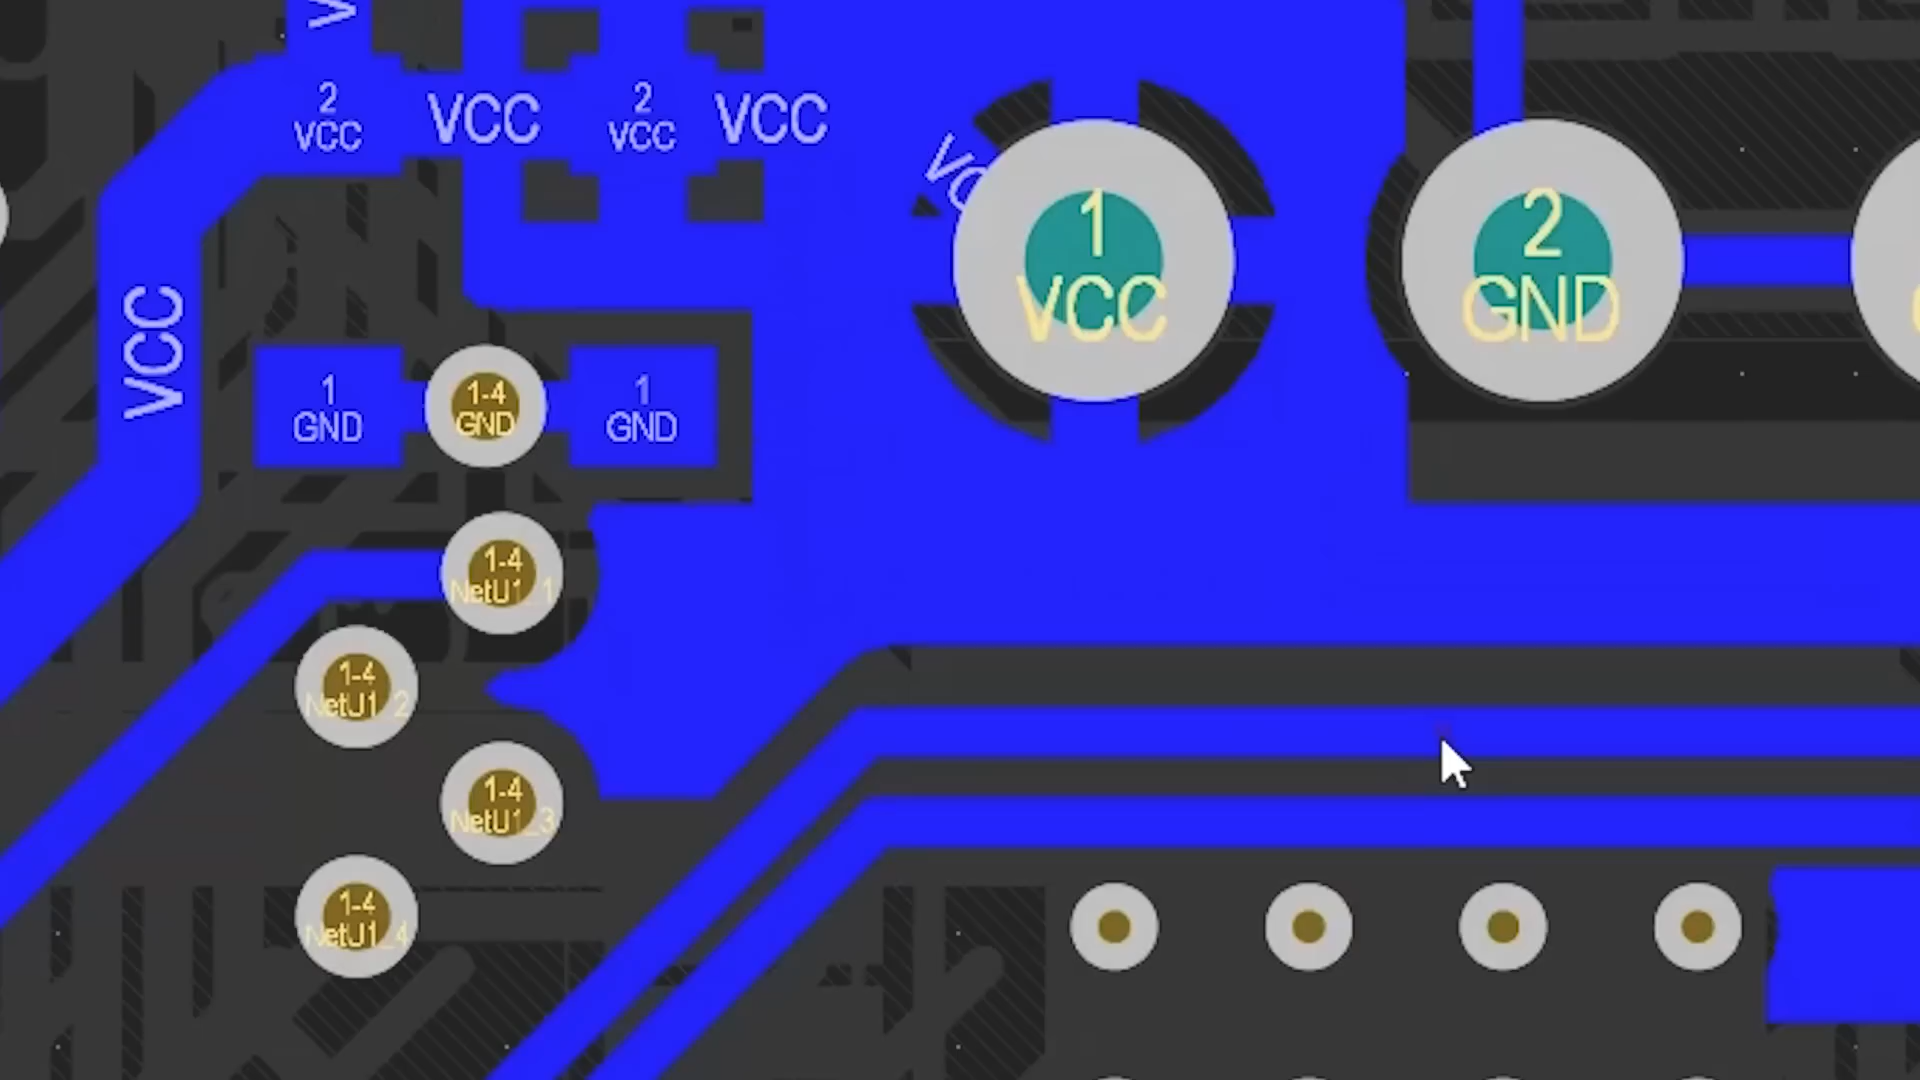 2
VCC
VCC
2
VCC
VCC
1
VCC
2
GND
VCC
1
GND
1-4
GND
1
GND
1-4
NetU1_1
1-4
NetU1_2
1-4
NetU1_3
1-4
NetU1_4